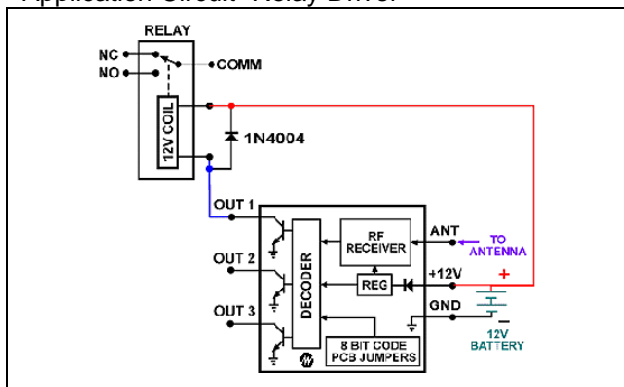 Application Circuit- Relay Driver
RELAY
NC
NO
COMM
12V COIL
1N4004
OUT 1
OUT 2
OUT 3
DECODER
RF
RECEIVER
REG
8 BIT CODE
PCB JUMPERS
ANT
TO
ANTENNA
+12V
+
GND
−
12V
BATTERY